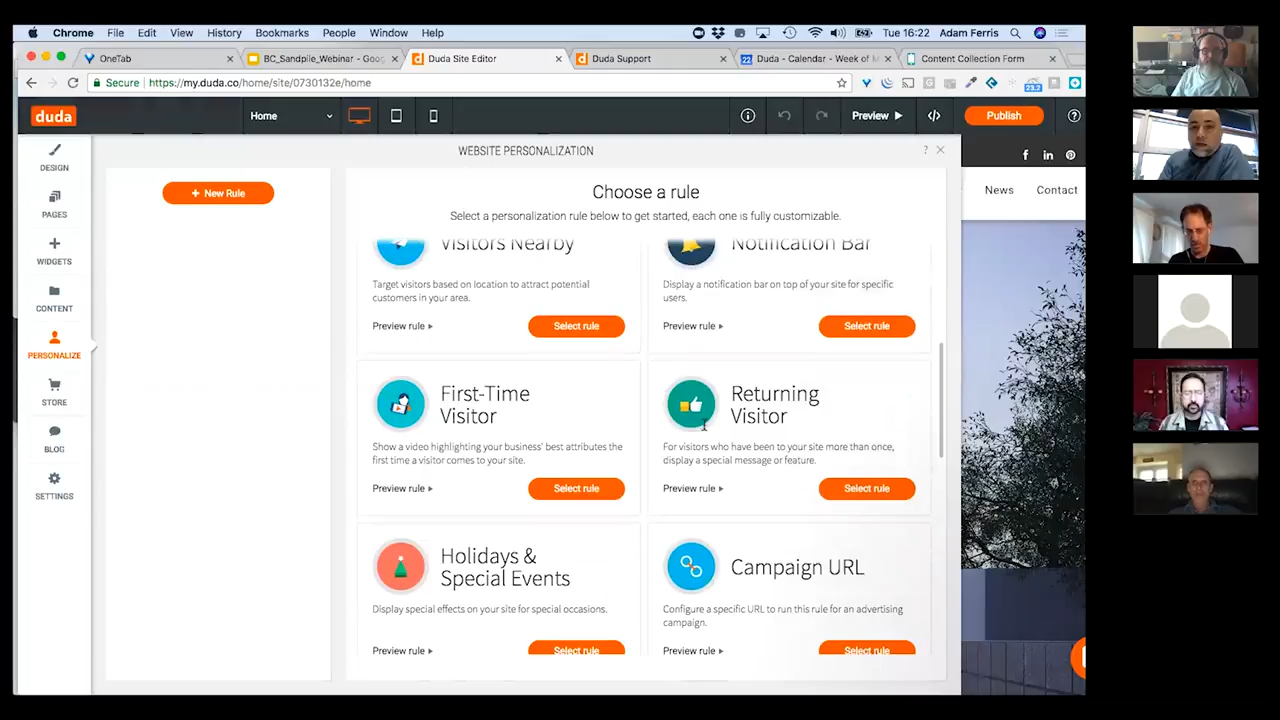 Chrome File Edit View History Bookmarks People Window Help Tue 16:22 Adam Ferris
OneTab BC_Sandpile_Webinar - Goog Duda Site Editor Duda Support Duda - Calendar - Week of M Content Collection Form
Secure https://my.duda.co/home/site/0730132e/home 23.2
duda Home Preview Publish
WEBSITE PERSONALIZATION
DESIGN
PAGES
WIDGETS
CONTENT
PERSONALIZE
STORE
BLOG
SETTINGS
+ New Rule
Choose a rule
Select a personalization rule below to get started, each one is fully customizable.
Visitors Nearby
Target visitors based on location to attract potential
customers in your area.
Preview rule Select rule
Notification Bar
Display a notification bar on top of your site for specific
users.
Preview rule Select rule
First-Time
Visitor
Show a video highlighting your business' best attributes the
first time a visitor comes to your site.
Preview rule Select rule
Returning
Visitor
For visitors who have been to your site more than once,
display a special message or feature.
Preview rule Select rule
Holidays &
Special Events
Display special effects on your site for special occasions.
Preview rule Select rule
Campaign URL
Configure a specific URL to run this rule for an advertising
campaign.
Preview rule Select rule
News Contact